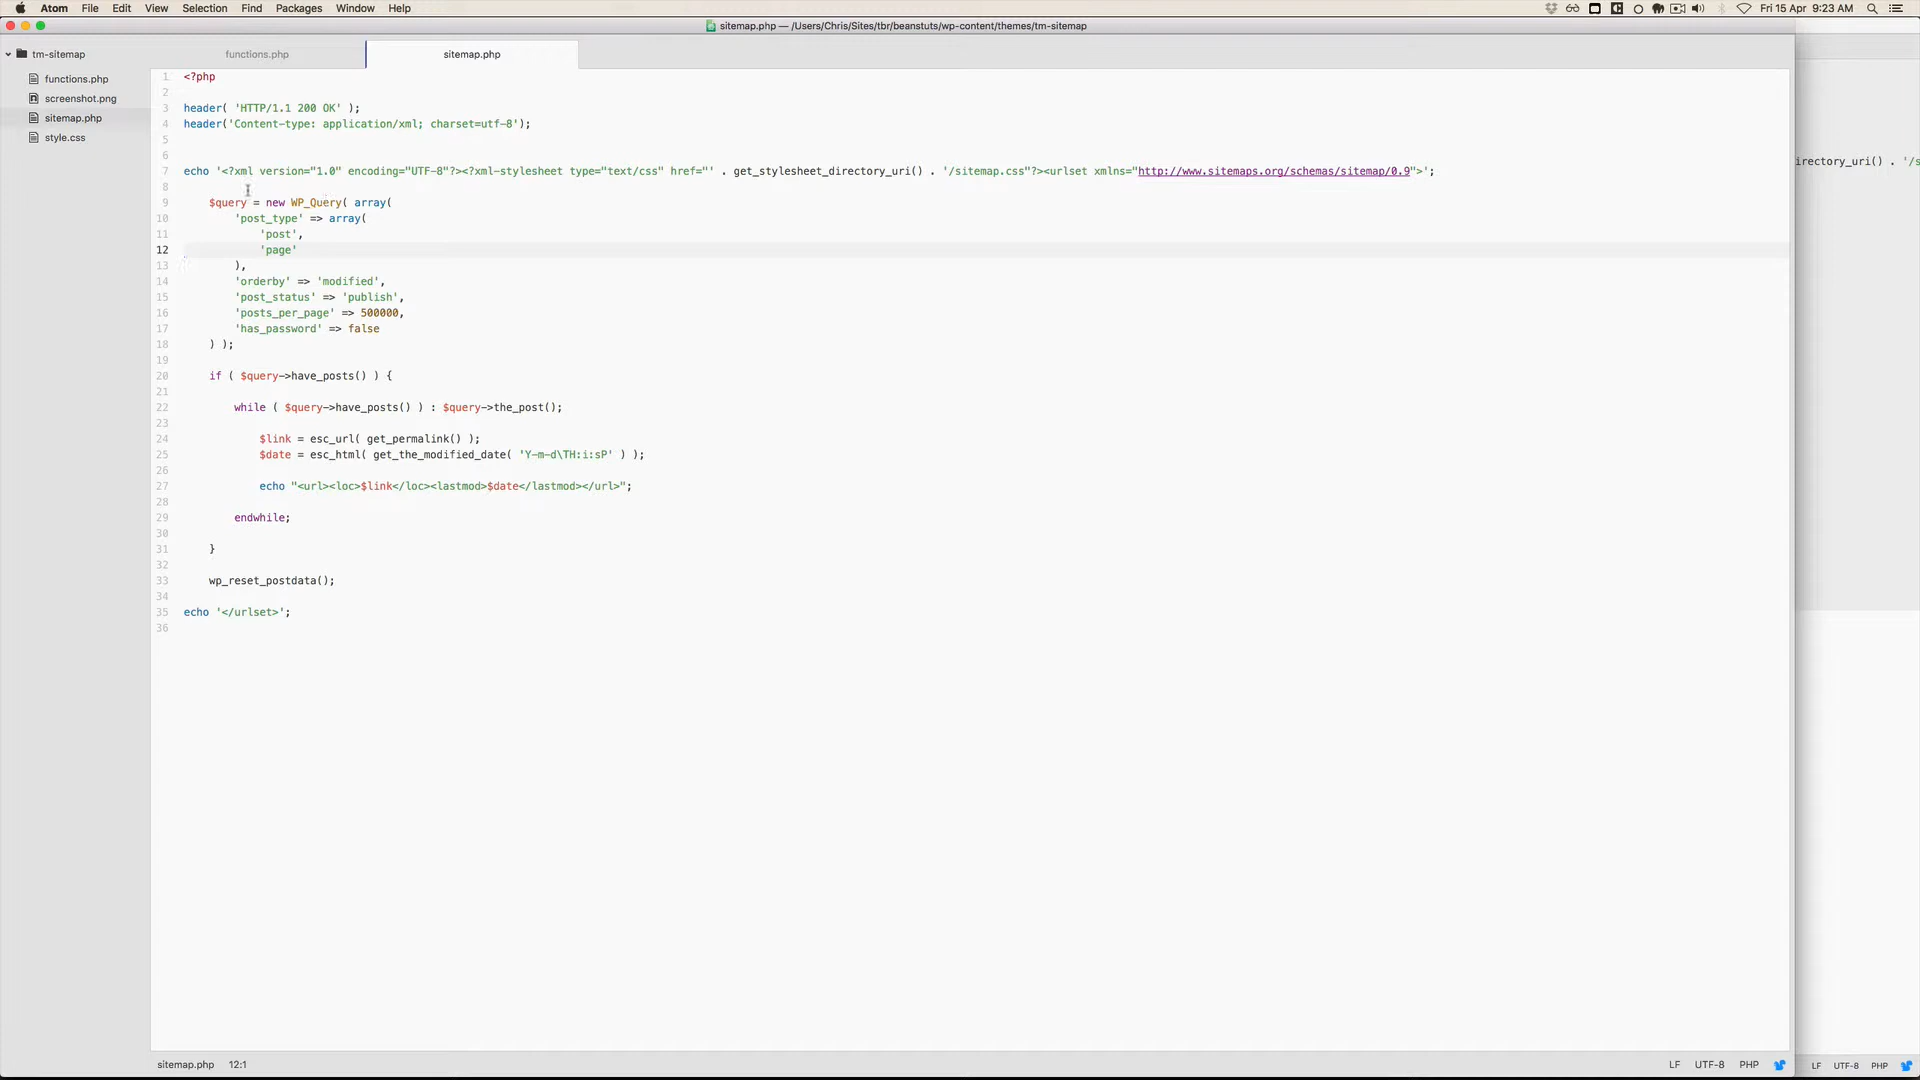 Atom File Edit View Selection Find Packages Window Help Fri 15 Apr 9:23 AM
sitemap.php — /Users/Chris/Sites/tbr/beanstuts/wp-content/themes/tm-sitemap
tm-sitemap
functions.php
screenshot.png
sitemap.php
style.css
functions.php sitemap.php
1 <?php
2
3 header( 'HTTP/1.1 200 OK' );
4 header('Content-type: application/xml; charset=utf-8');
5
6
7 echo '<?xml version="1.0" encoding="UTF-8"?><?xml-stylesheet type="text/css" href="' . get_stylesheet_directory_uri() . '/sitemap.css"?><urlset xmlns="http://www.sitemaps.org/schemas/sitemap/0.9">';
8
9 $query = new WP_Query( array(
10 'post_type' => array(
11 'post',
12 'page'
13 ),
14 'orderby' => 'modified',
15 'post_status' => 'publish',
16 'posts_per_page' => 500000,
17 'has_password' => false
18 ) );
19
20 if ( $query->have_posts() ) {
21
22 while ( $query->have_posts() ) : $query->the_post();
23
24 $link = esc_url( get_permalink() );
25 $date = esc_html( get_the_modified_date( 'Y-m-d\TH:i:sP' ) );
26
27 echo "<url><loc>$link</loc><lastmod>$date</lastmod></url>";
28
29 endwhile;
30
31 }
32
33 wp_reset_postdata();
34
35 echo '</urlset>';
36
irectory_uri() . '/s
sitemap.php 12:1 LF UTF-8 PHP
LF UTF-8 PHP